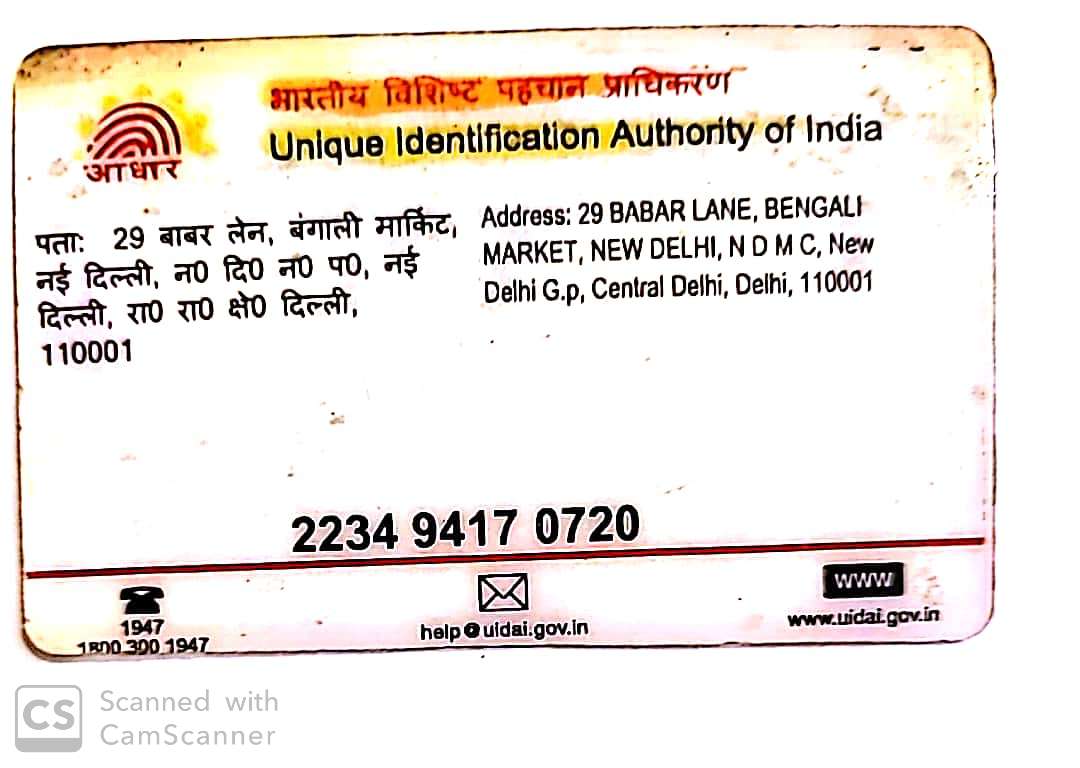 भारतीय विशिष्ट पहचान प्राधिकरण
Unique Identification Authority of India
आधार
पता: 29 बाबर लेन, बंगाली मार्किट,
नई दिल्ली, न0 दि0 न0 प0, नई
दिल्ली, रा0 रा0 क्षे0 दिल्ली,
110001
Address: 29 BABAR LANE, BENGALI
MARKET, NEW DELHI, N D M C, New
Delhi G.p, Central Delhi, Delhi, 110001
2234 9417 0720
1947
1800 300 1947
help@uidai.gov.in
www
www.uidai.gov.in
CS
Scanned with
CamScanner